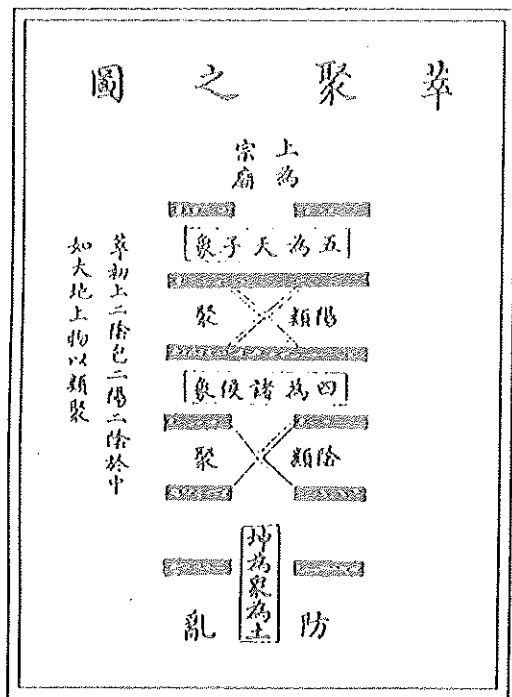 萃聚之圖
上為
宗廟
五為天子象
陽類聚
四為諸侯象
陰類聚
坤為眾為土
防亂
萃初上二陰包二陽二陰於中
如大地上物以類聚